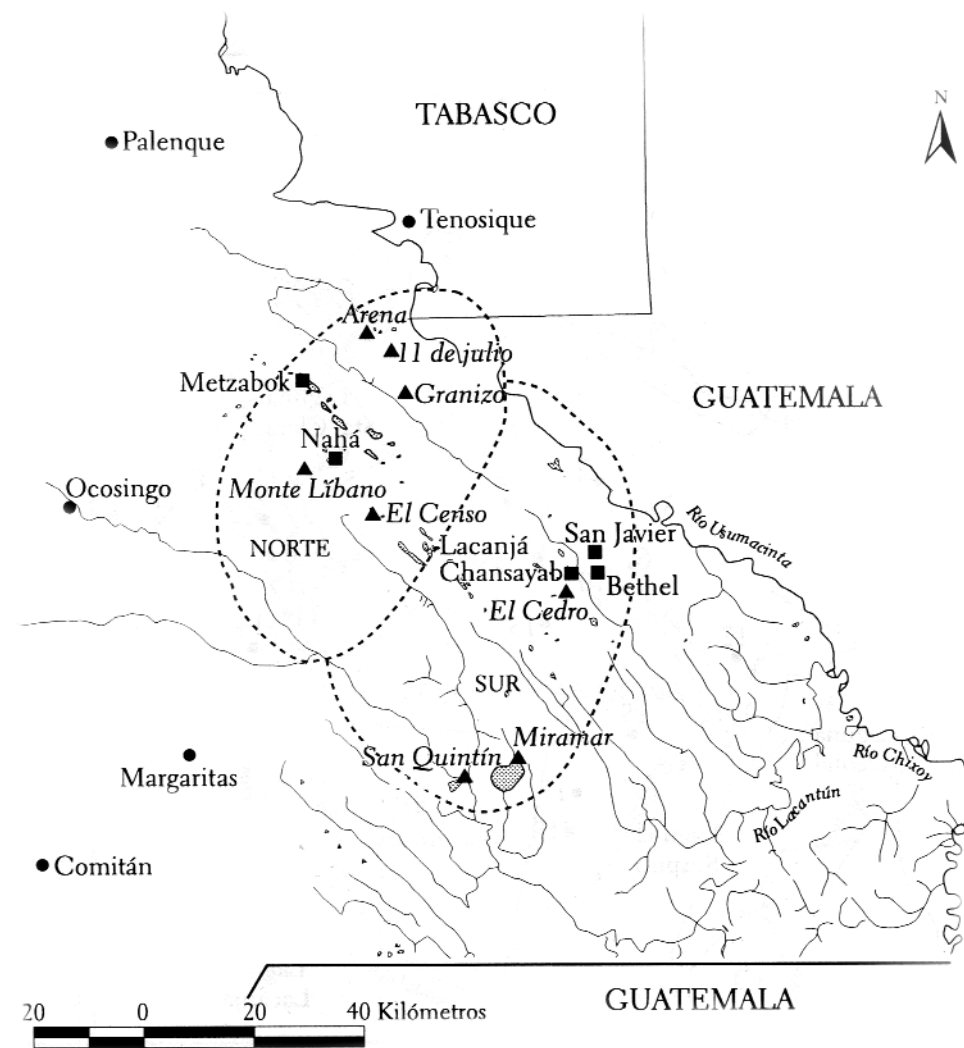 N
TABASCO
Palenque
Tenosique
Arena
11 de julio
Metzabok
Granizo
GUATEMALA
Nahá
Monte Líbano
Ocosingo
El Censo
Río Usumacinta
NORTE
San Javier
Lacanjá
Chansayab
Bethel
El Cedro
SUR
Miramar
San Quintín
Río Chixoy
Margaritas
Río Lacantún
Comitán
GUATEMALA
20 0 20 40 Kilómetros